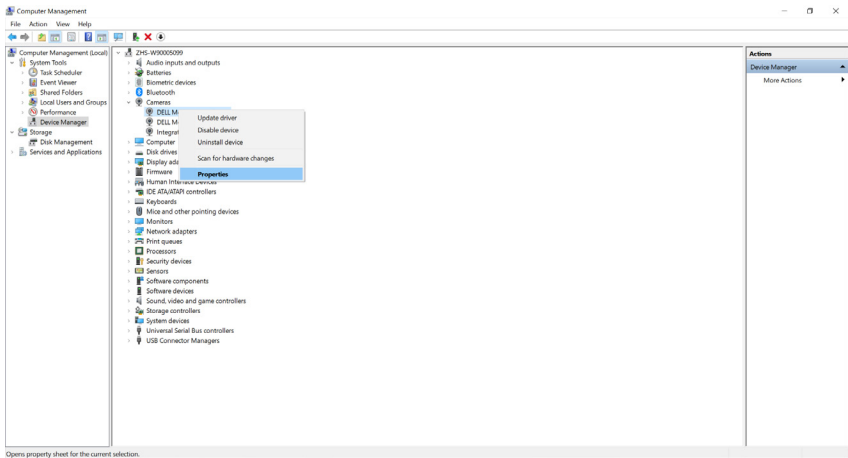 Computer Management
File Action View Help
Computer Management (Local)
System Tools
Task Scheduler
Event Viewer
Shared Folders
Local Users and Groups
Performance
Device Manager
Storage
Disk Management
Services and Applications
ZHS-W90005099
Audio inputs and outputs
Batteries
Biometric devices
Bluetooth
Cameras
DELL M
DELL M
Integrat
Computer
Disk drives
Display ada
Firmware
Human Interface Devices
IDE ATA/ATAPI controllers
Keyboards
Mice and other pointing devices
Monitors
Network adapters
Print queues
Processors
Security devices
Sensors
Software components
Software devices
Sound, video and game controllers
Storage controllers
System devices
Universal Serial Bus controllers
USB Connector Managers
Update driver
Disable device
Uninstall device
Scan for hardware changes
Properties
Actions
Device Manager
More Actions
Opens property sheet for the current selection.